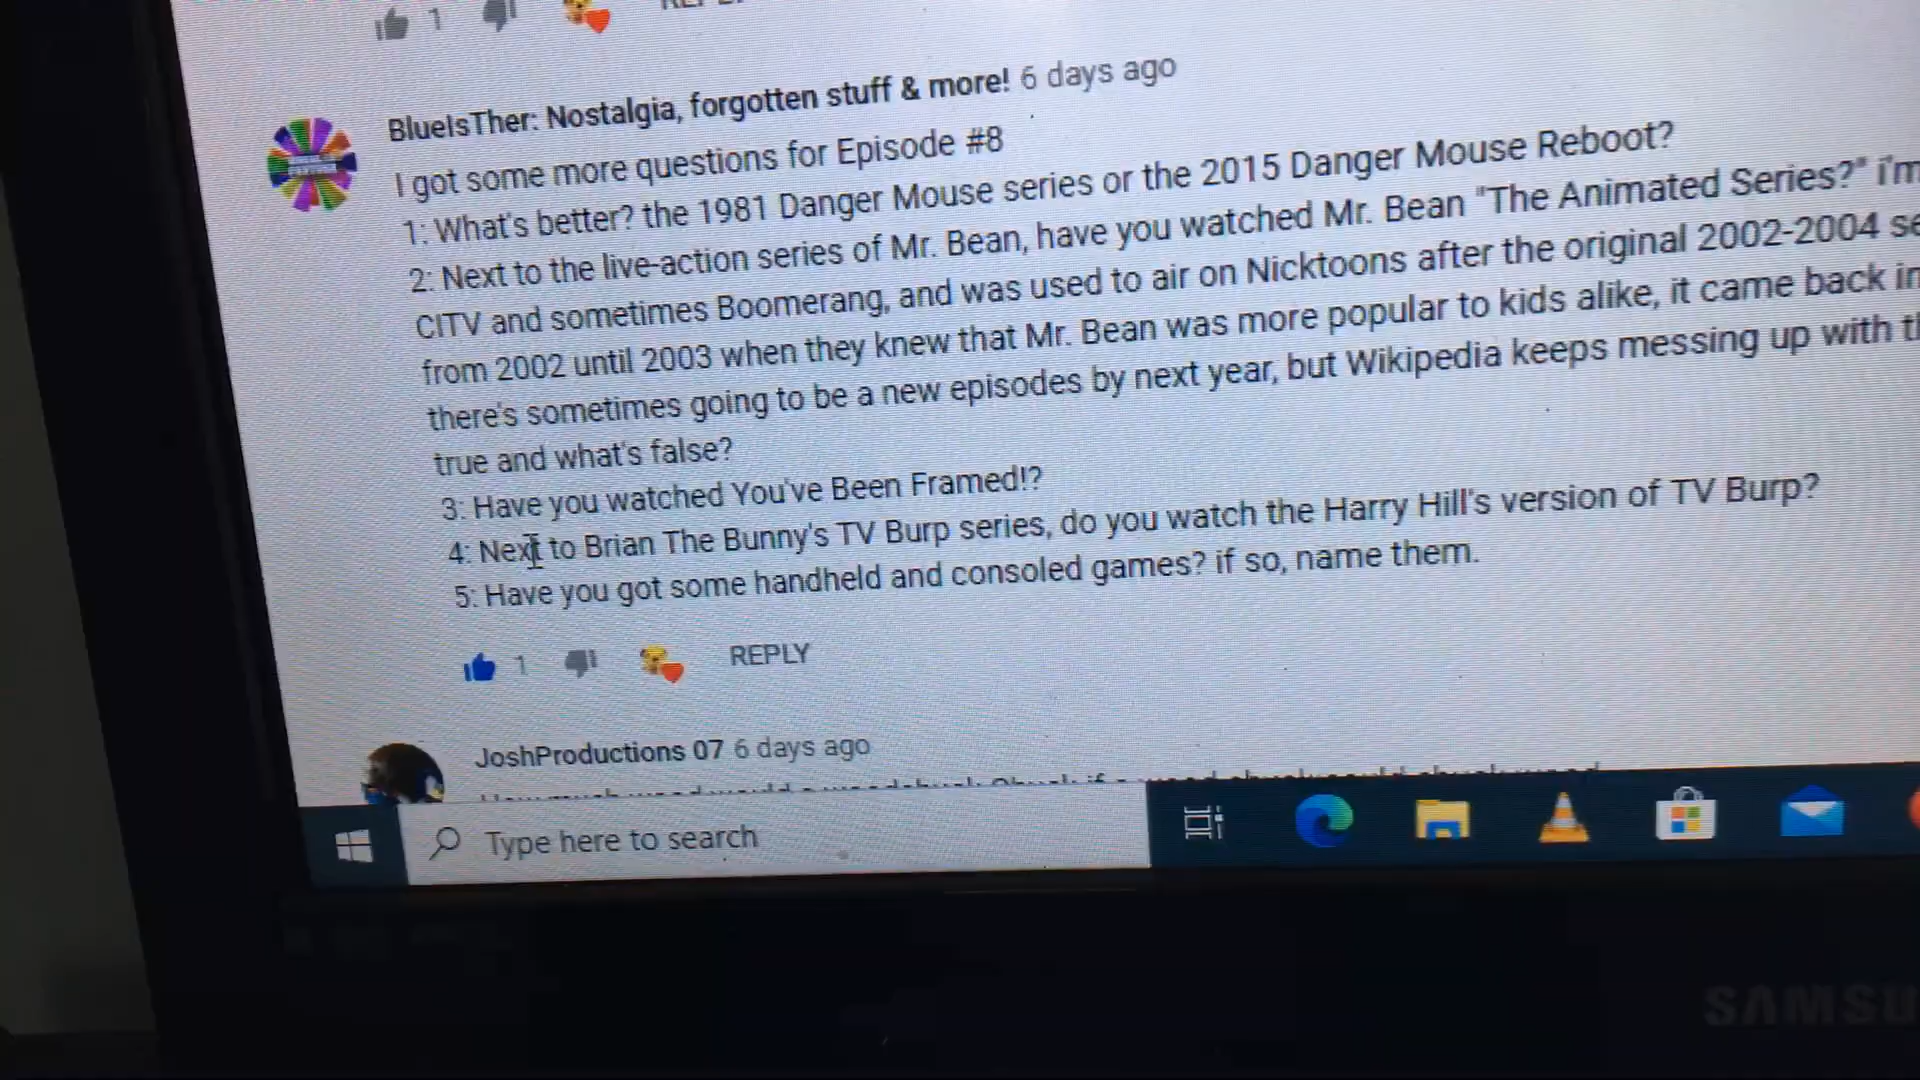 1
BlueIsTher: Nostalgia, forgotten stuff & more! 6 days ago
I got some more questions for Episode #8
1: What's better? the 1981 Danger Mouse series or the 2015 Danger Mouse Reboot?
2: Next to the live-action series of Mr. Bean, have you watched Mr. Bean "The Animated Series?" i'm
CITV and sometimes Boomerang, and was used to air on Nicktoons after the original 2002-2004 se
from 2002 until 2003 when they knew that Mr. Bean was more popular to kids alike, it came back in
there's sometimes going to be a new episodes by next year, but Wikipedia keeps messing up with th
true and what's false?
3: Have you watched You've Been Framed!?
4: Next to Brian The Bunny's TV Burp series, do you watch the Harry Hill's version of TV Burp?
5: Have you got some handheld and consoled games? if so, name them.
1 REPLY
JoshProductions 07 6 days ago
Type here to search
SAMSU